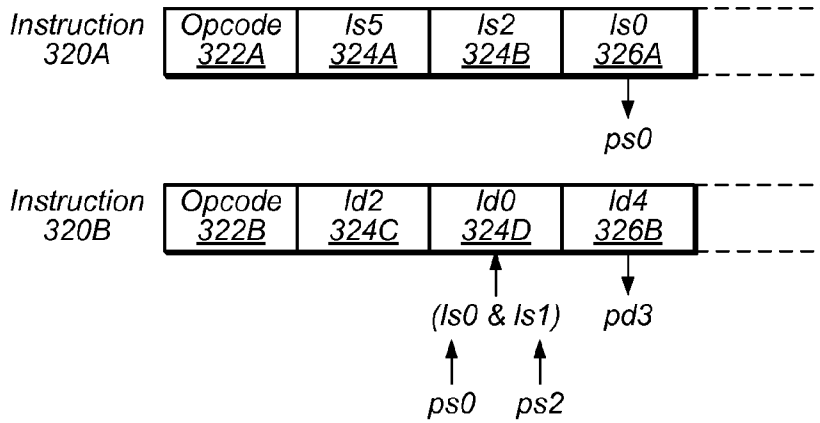 Instruction Opcode ls5 ls2 ls0
320A 322A 324A 324B 326A
ps0
Instruction Opcode ld2 ld0 ld4
320B 322B 324C 324D 326B
(ls0 & ls1) pd3
ps0 ps2